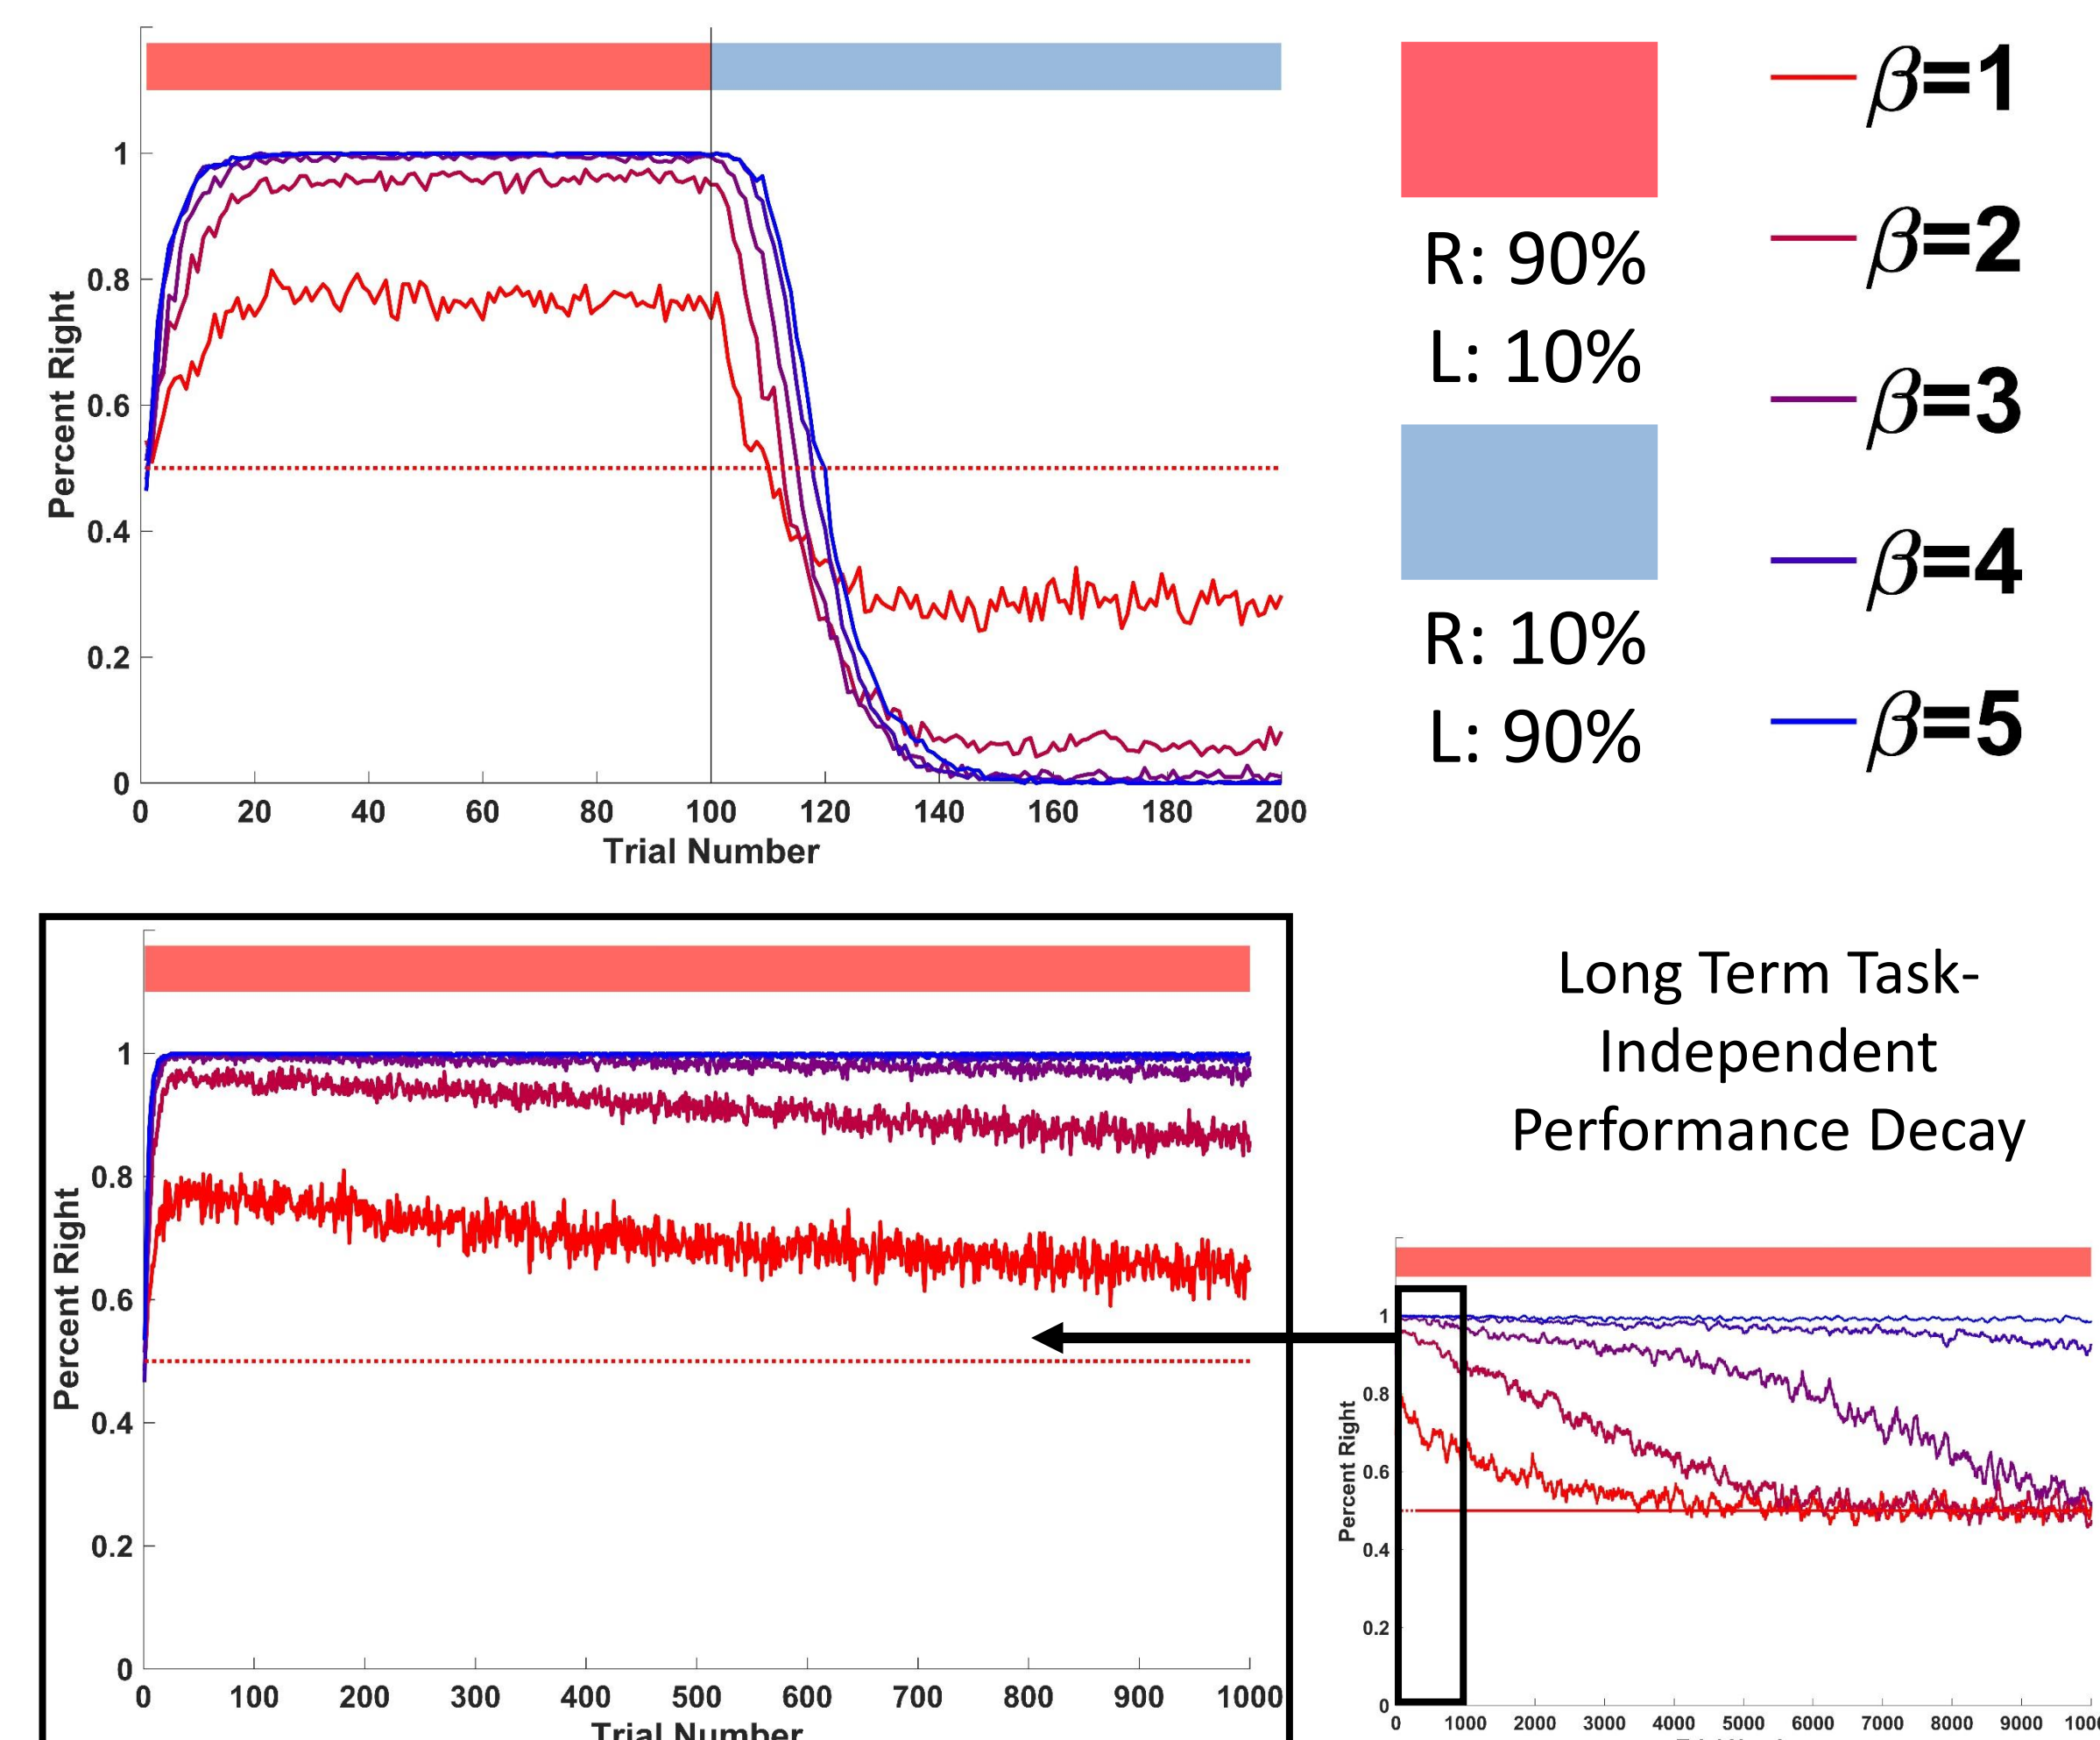 1
0.8
0.6
0.4
0.2
0
Percent Right
0 20 40 60 80 100 120 140 160 180 200
Trial Number
R: 90%
L: 10%
R: 10%
L: 90%
β=1
β=2
β=3
β=4
β=5
1
0.8
0.6
0.4
0.2
0
Percent Right
0 100 200 300 400 500 600 700 800 900 1000
Trial Number
Long Term Task-
Independent
Performance Decay
1
0.8
0.6
0.4
0.2
0
Percent Right
0 1000 2000 3000 4000 5000 6000 7000 8000 9000